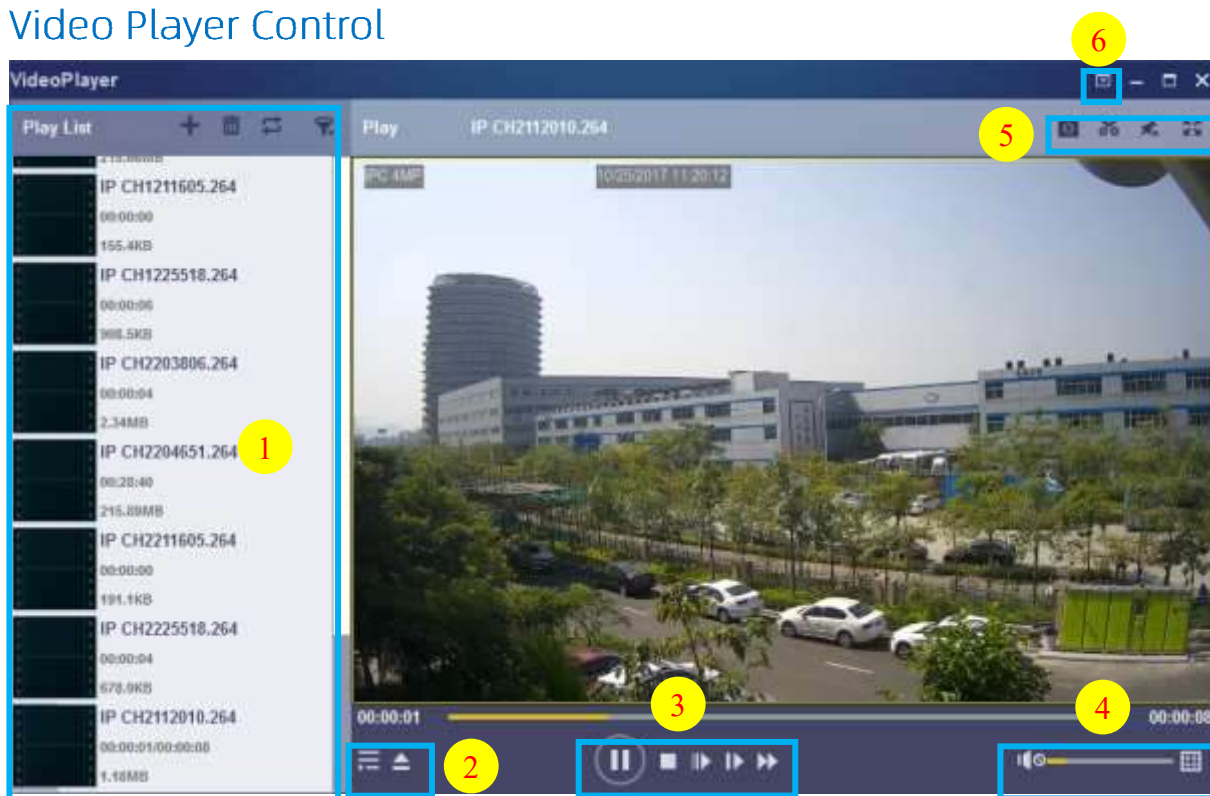 Video Player Control
6
VideoPlayer
Play List
Play IP CH2112010.264
5
IPC 4MP 10/25/2017 11:20:12
215.86MB
IP CH1211605.264
00:00:00
155.4KB
IP CH1225518.264
00:00:06
988.5KB
IP CH2203806.264
00:00:04
2.34MB
IP CH2204651.264
00:28:40
215.89MB
1
IP CH2211605.264
00:00:00
191.1KB
IP CH2225518.264
00:00:04
678.9KB
IP CH2112010.264
00:00:01/00:00:08
1.18MB
00:00:01
3
4
00:00:08
2